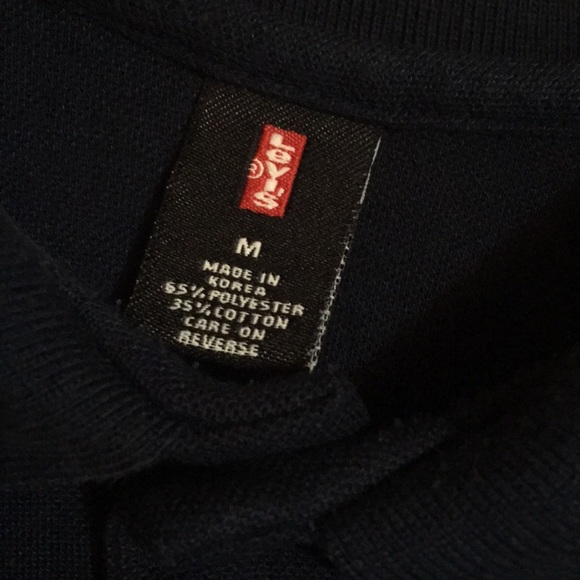 Levi's
®
M
MADE IN
KOREA
65% POLYESTER
35% COTTON
CARE ON
REVERSE